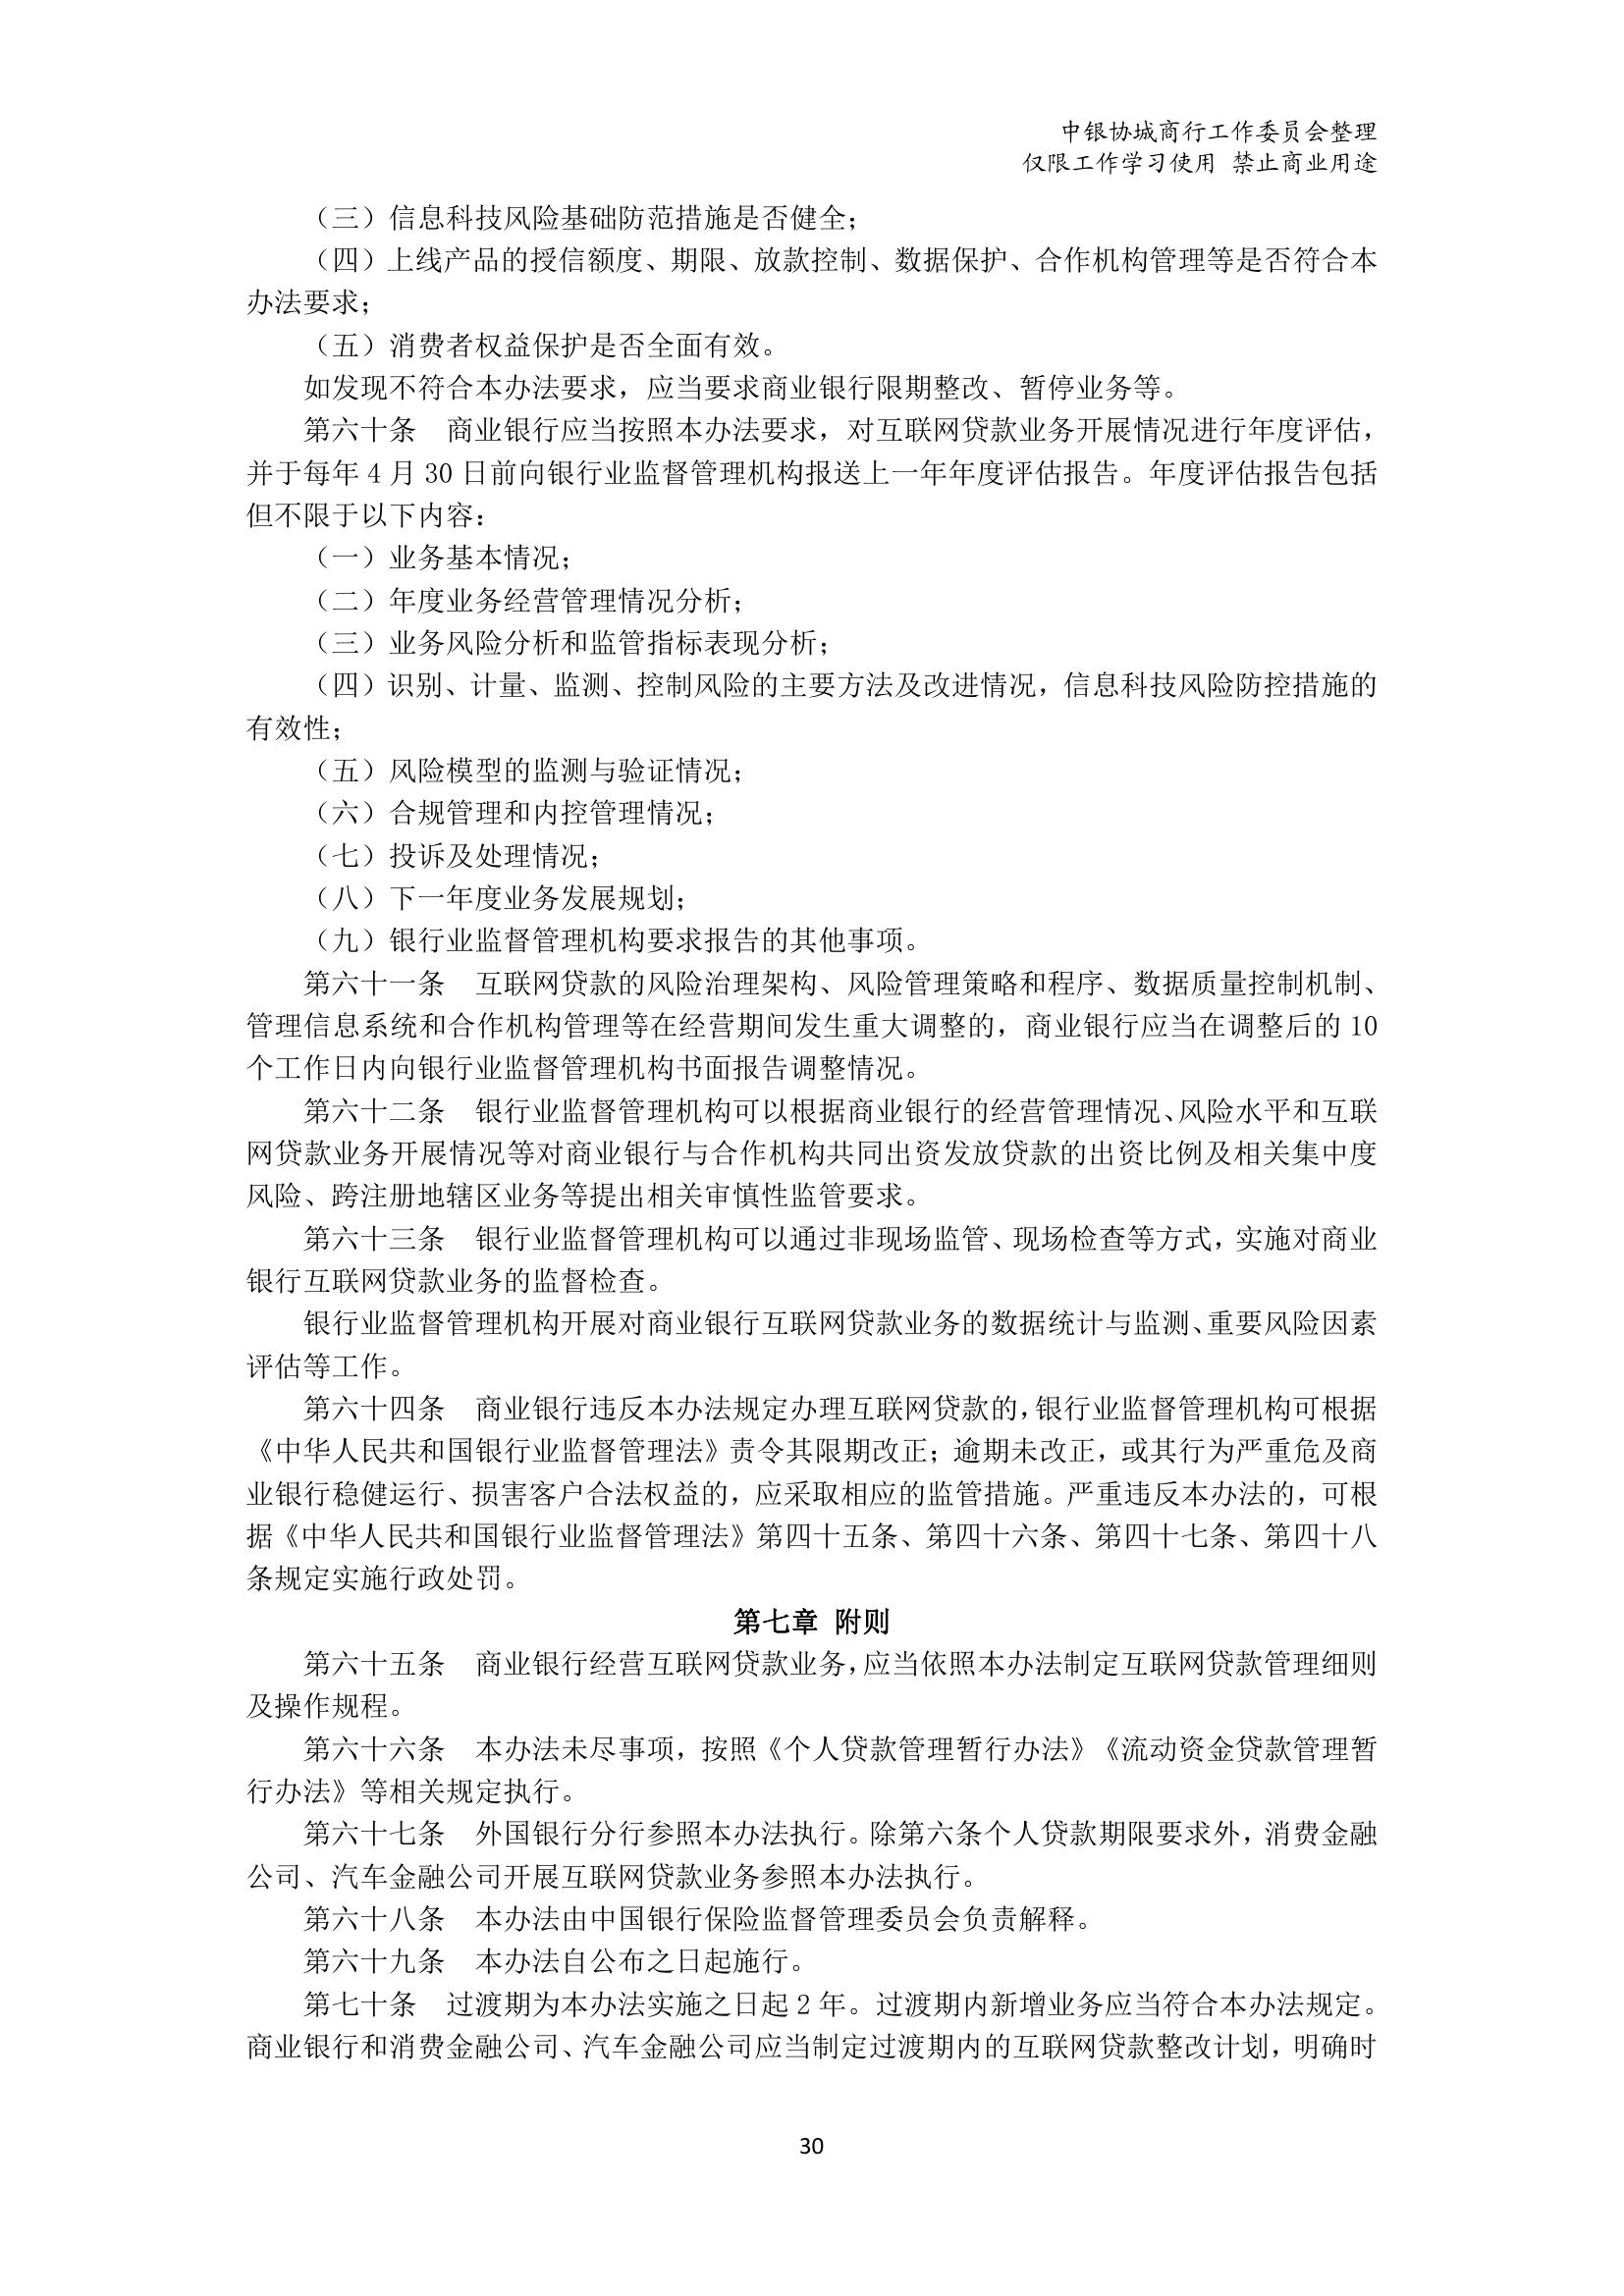 中银协城商行工作委员会整理
仅限工作学习使用 禁止商业用途
（三）信息科技风险基础防范措施是否健全；
（四）上线产品的授信额度、期限、放款控制、数据保护、合作机构管理等是否符合本
办法要求；
（五）消费者权益保护是否全面有效。
如发现不符合本办法要求，应当要求商业银行限期整改、暂停业务等。
第六十条　商业银行应当按照本办法要求，对互联网贷款业务开展情况进行年度评估，
并于每年 4 月 30 日前向银行业监督管理机构报送上一年年度评估报告。年度评估报告包括
但不限于以下内容：
（一）业务基本情况；
（二）年度业务经营管理情况分析；
（三）业务风险分析和监管指标表现分析；
（四）识别、计量、监测、控制风险的主要方法及改进情况，信息科技风险防控措施的
有效性；
（五）风险模型的监测与验证情况；
（六）合规管理和内控管理情况；
（七）投诉及处理情况；
（八）下一年度业务发展规划；
（九）银行业监督管理机构要求报告的其他事项。
第六十一条　互联网贷款的风险治理架构、风险管理策略和程序、数据质量控制机制、
管理信息系统和合作机构管理等在经营期间发生重大调整的，商业银行应当在调整后的 10
个工作日内向银行业监督管理机构书面报告调整情况。
第六十二条　银行业监督管理机构可以根据商业银行的经营管理情况、风险水平和互联
网贷款业务开展情况等对商业银行与合作机构共同出资发放贷款的出资比例及相关集中度
风险、跨注册地辖区业务等提出相关审慎性监管要求。
第六十三条　银行业监督管理机构可以通过非现场监管、现场检查等方式，实施对商业
银行互联网贷款业务的监督检查。
银行业监督管理机构开展对商业银行互联网贷款业务的数据统计与监测、重要风险因素
评估等工作。
第六十四条　商业银行违反本办法规定办理互联网贷款的，银行业监督管理机构可根据
《中华人民共和国银行业监督管理法》责令其限期改正；逾期未改正，或其行为严重危及商
业银行稳健运行、损害客户合法权益的，应采取相应的监管措施。严重违反本办法的，可根
据《中华人民共和国银行业监督管理法》第四十五条、第四十六条、第四十七条、第四十八
条规定实施行政处罚。
第七章 附则
第六十五条　商业银行经营互联网贷款业务，应当依照本办法制定互联网贷款管理细则
及操作规程。
第六十六条　本办法未尽事项，按照《个人贷款管理暂行办法》《流动资金贷款管理暂
行办法》等相关规定执行。
第六十七条　外国银行分行参照本办法执行。除第六条个人贷款期限要求外，消费金融
公司、汽车金融公司开展互联网贷款业务参照本办法执行。
第六十八条　本办法由中国银行保险监督管理委员会负责解释。
第六十九条　本办法自公布之日起施行。
第七十条　过渡期为本办法实施之日起 2 年。过渡期内新增业务应当符合本办法规定。
商业银行和消费金融公司、汽车金融公司应当制定过渡期内的互联网贷款整改计划，明确时
30